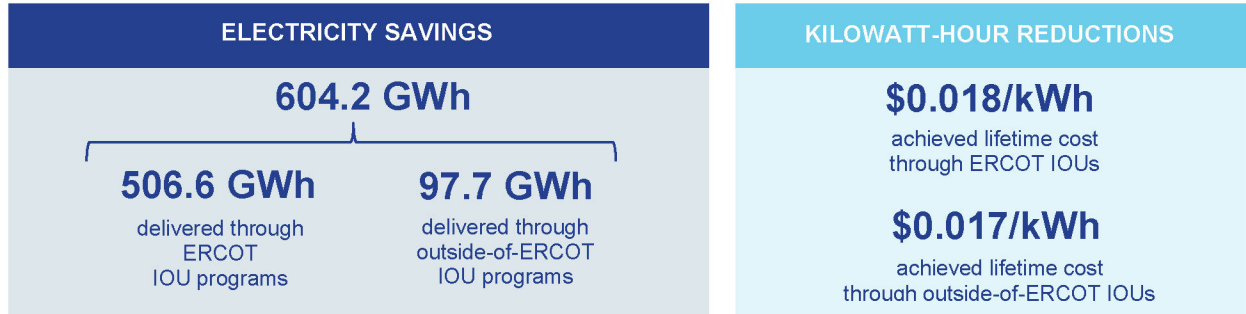 ELECTRICITY SAVINGS
604.2 GWh
506.6 GWh
delivered through
ERCOT
IOU programs
97.7 GWh
delivered through
outside-of-ERCOT
IOU programs
KILOWATT-HOUR REDUCTIONS
$0.018/kWh
achieved lifetime cost
through ERCOT IOUs
$0.017/kWh
achieved lifetime cost
through outside-of-ERCOT IOUs